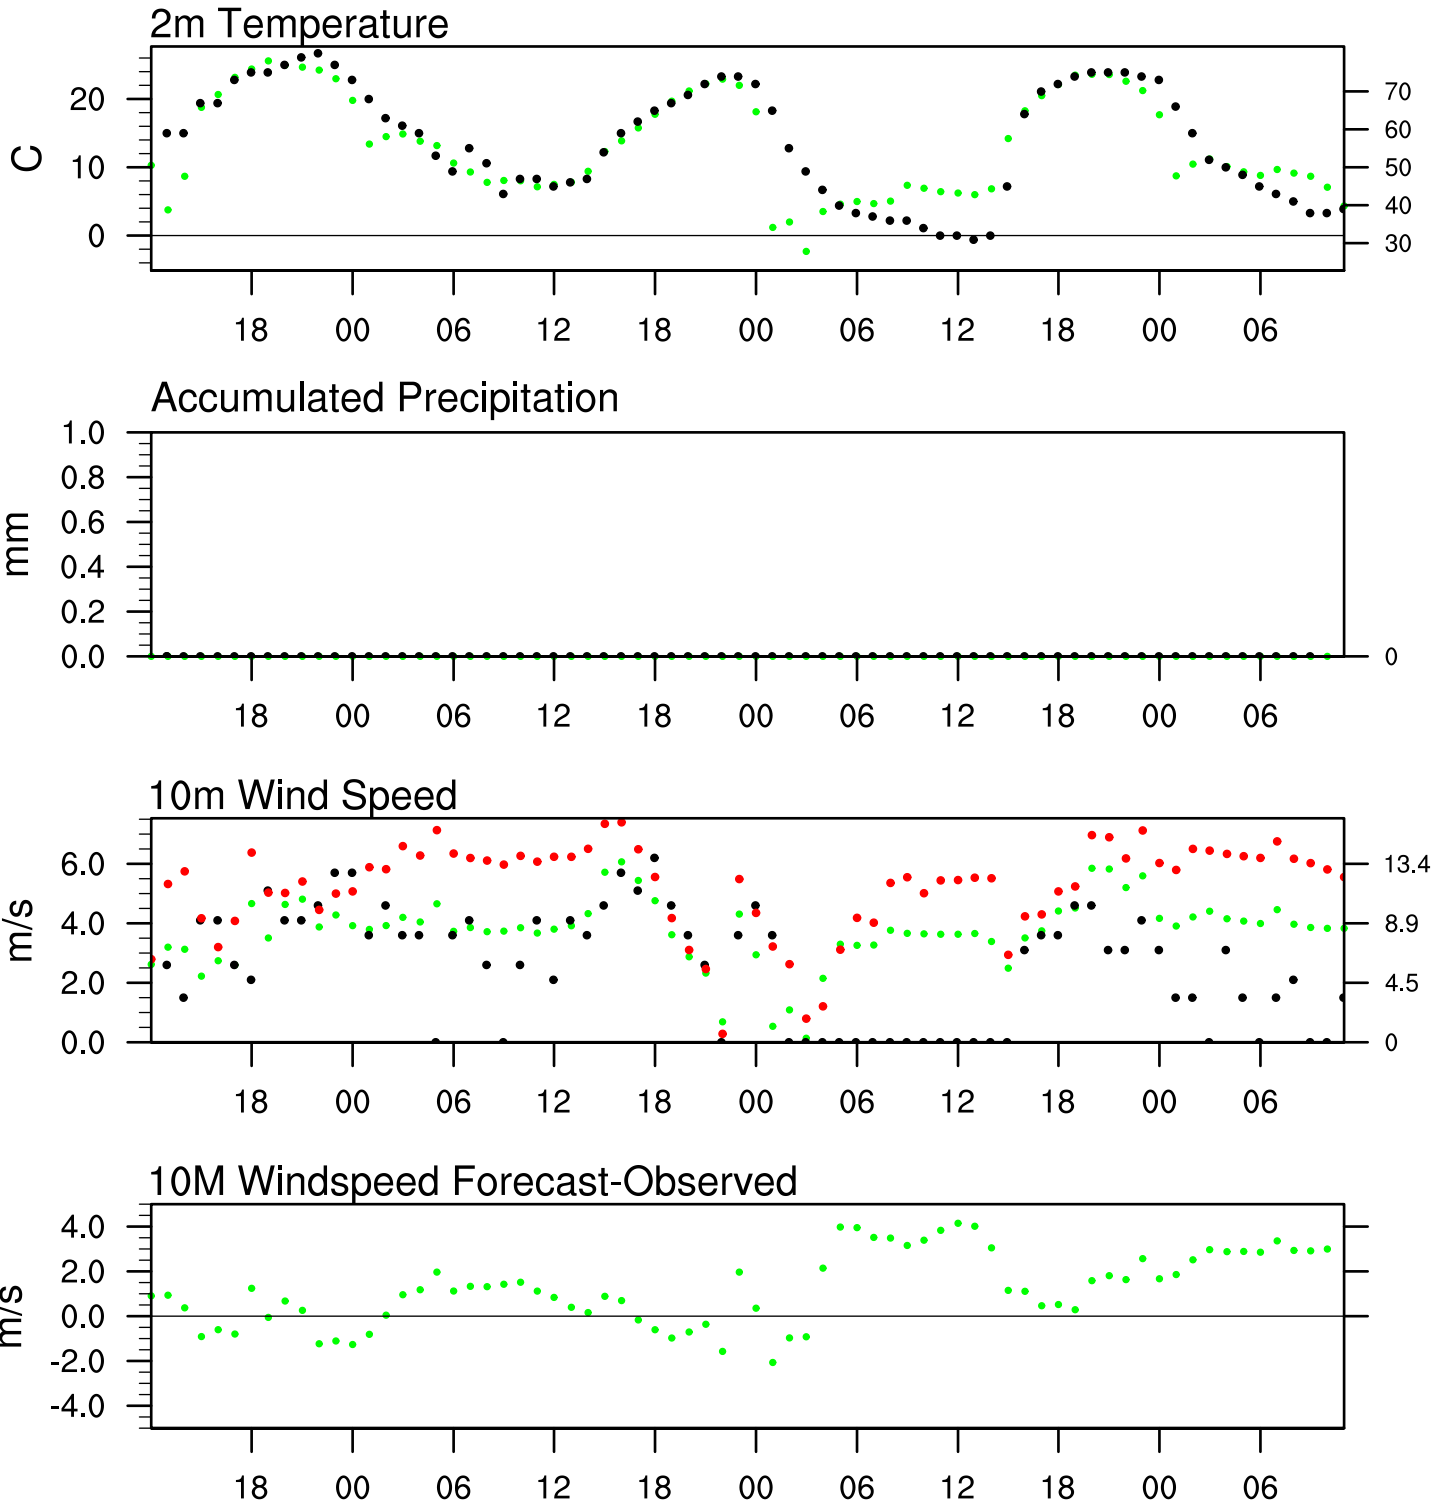 2m Temperature
C
20
10
0
70
60
50
40
30
18 00 06 12 18 00 06 12 18 00 06
Accumulated Precipitation
mm
1.0
0.8
0.6
0.4
0.2
0.0
0
18 00 06 12 18 00 06 12 18 00 06
10m Wind Speed
m/s
6.0
4.0
2.0
0.0
13.4
8.9
4.5
0
18 00 06 12 18 00 06 12 18 00 06
10M Windspeed Forecast-Observed
m/s
4.0
2.0
0.0
-2.0
-4.0
18 00 06 12 18 00 06 12 18 00 06